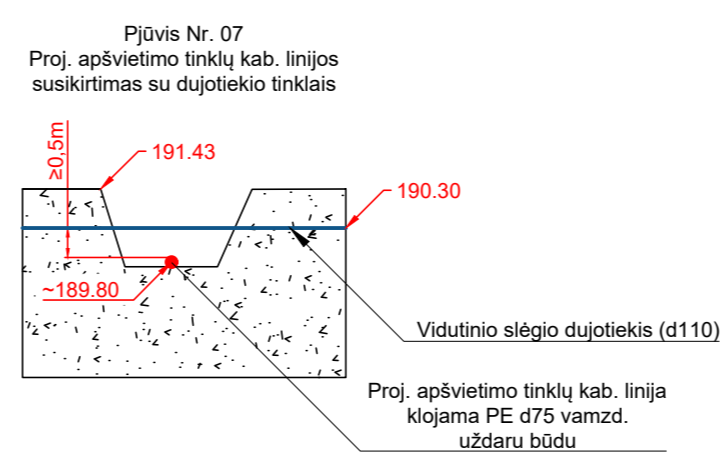 Pjūvis Nr. 07
Proj. apšvietimo tinklų kab. linijos
susikirtimas su dujotiekio tinklais
≥0,5m
191.43
190.30
~189.80
Vidutinio slėgio dujotiekis (d110)
Proj. apšvietimo tinklų kab. linija
klojama PE d75 vamzd.
uždaru būdu